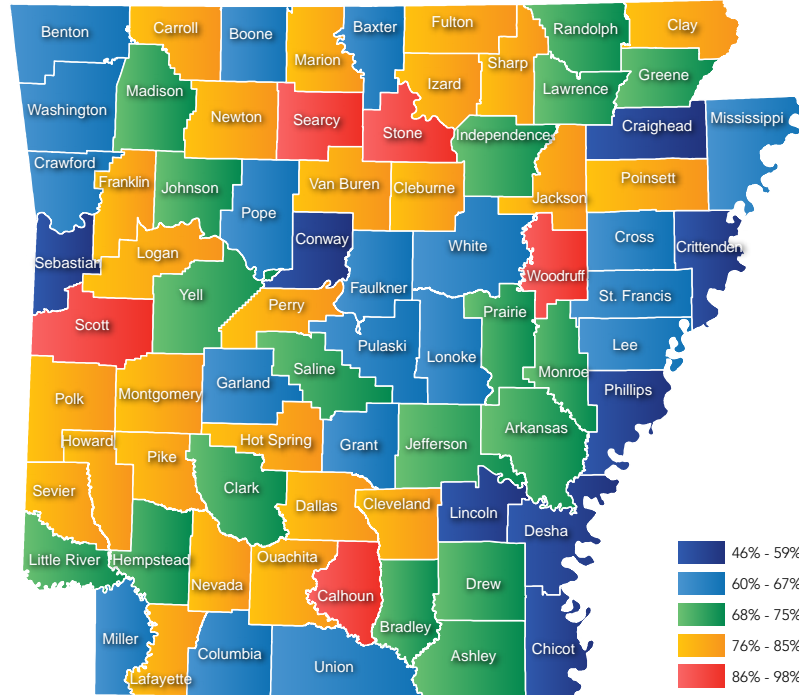 Benton
Carroll
Boone
Marion
Baxter
Fulton
Randolph
Clay
Izard
Sharp
Lawrence
Greene
Washington
Madison
Newton
Searcy
Stone
Independence
Craighead
Mississippi
Crawford
Franklin
Johnson
Pope
Van Buren
Cleburne
Jackson
Poinsett
Sebastian
Logan
Conway
White
Woodruff
Cross
Crittenden
Faulkner
St. Francis
Scott
Yell
Perry
Prairie
Pulaski
Lonoke
Lee
Monroe
Saline
Polk
Montgomery
Garland
Phillips
Howard
Hot Spring
Grant
Jefferson
Arkansas
Pike
Sevier
Clark
Dallas
Cleveland
Lincoln
Desha
Little River
Hempstead
Nevada
Ouachita
Calhoun
Drew
Bradley
Miller
Lafayette
Columbia
Union
Ashley
Chicot
46% - 59%
60% - 67%
68% - 75%
76% - 85%
86% - 98%